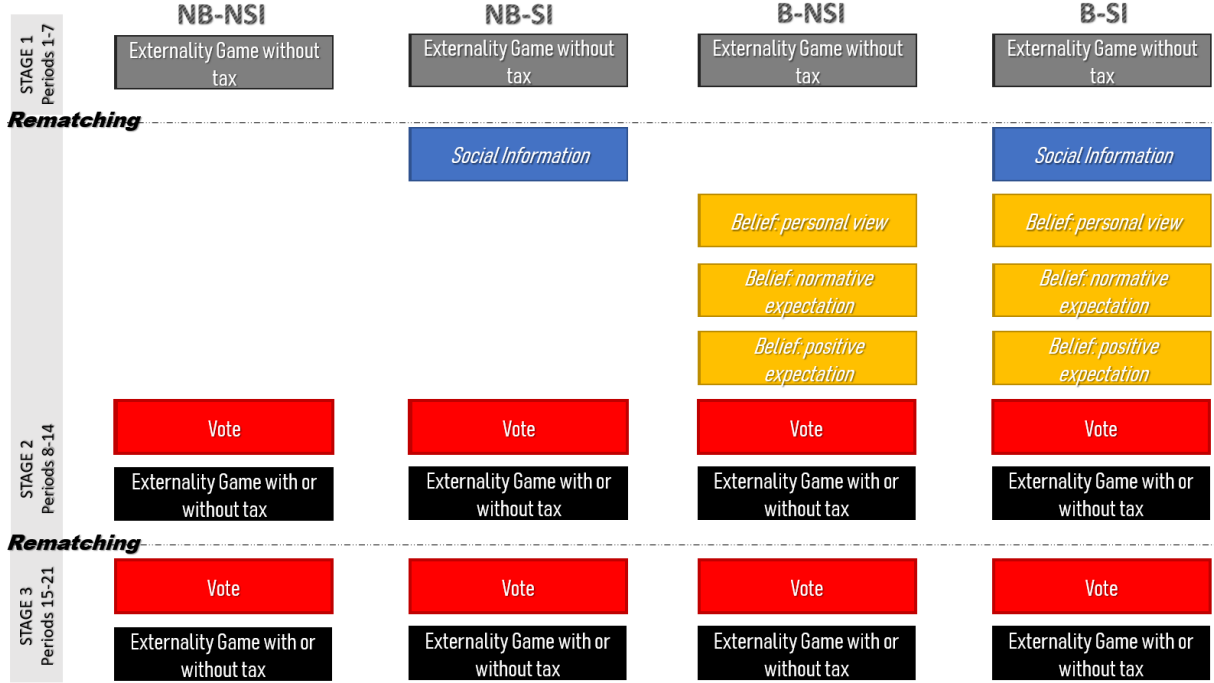 NB-NSI
NB-SI
B-NSI
B-SI
STAGE 1
Periods 1-7
Externality Game without
tax
Externality Game without
tax
Externality Game without
tax
Externality Game without
tax
Rematching
Social Information
Social Information
Belief: personal view
Belief: personal view
Belief: normative
expectation
Belief: normative
expectation
Belief: positive
expectation
Belief: positive
expectation
STAGE 2
Periods 8-14
Vote
Vote
Vote
Vote
Externality Game with or
without tax
Externality Game with or
without tax
Externality Game with or
without tax
Externality Game with or
without tax
Rematching
STAGE 3
Periods 15-21
Vote
Vote
Vote
Vote
Externality Game with or
without tax
Externality Game with or
without tax
Externality Game with or
without tax
Externality Game with or
without tax